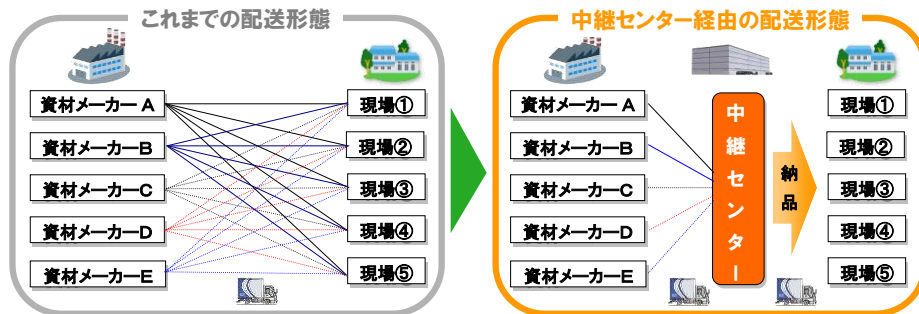 これまでの配送形態
資材メーカーA
資材メーカーB
資材メーカーC
資材メーカーD
資材メーカーE
現場①
現場②
現場③
現場④
現場⑤
中継センター経由の配送形態
資材メーカーA
資材メーカーB
資材メーカーC
資材メーカーD
資材メーカーE
中継センター
納品
現場①
現場②
現場③
現場④
現場⑤